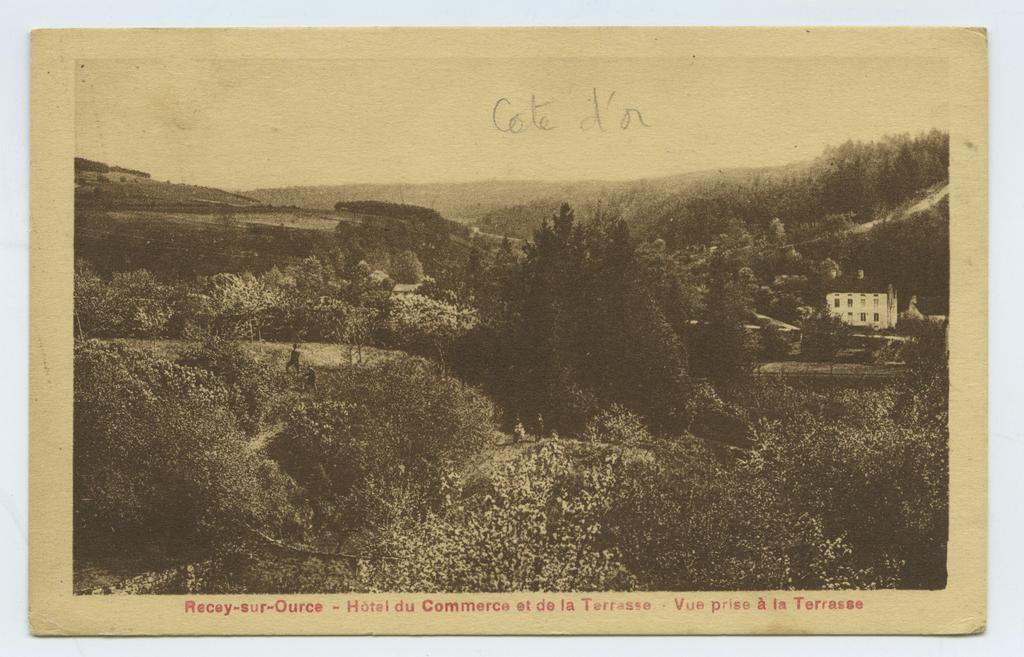 Cote d'or
Recey-sur-Ource - Hôtel du Commerce et de la Terrasse - Vue prise à la Terrasse